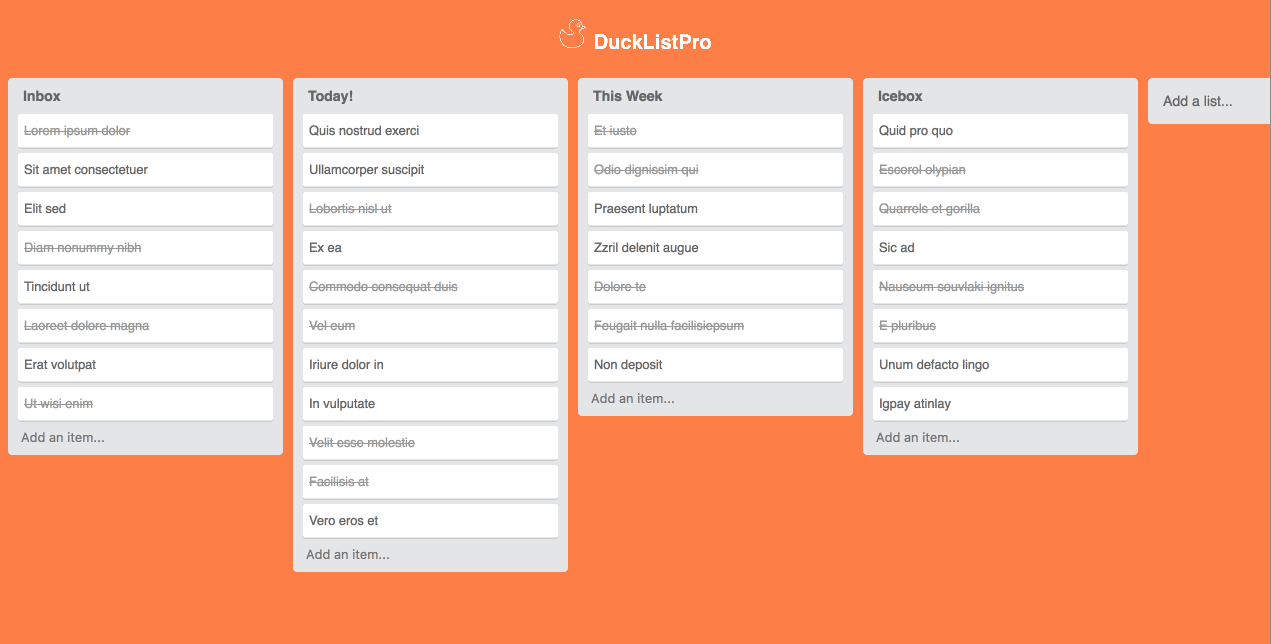 DuckListPro
Inbox
Lorem ipsum dolor
Sit amet consectetuer
Elit sed
Diam nonummy nibh
Tincidunt ut
Laoreet dolore magna
Erat volutpat
Ut wisi enim
Add an item...
Today!
Quis nostrud exerci
Ullamcorper suscipit
Lobortis nisl ut
Ex ea
Commodo consequat duis
Vel eum
Iriure dolor in
In vulputate
Velit esse molestie
Facilisis at
Vero eros et
Add an item...
This Week
Et iusto
Odio dignissim qui
Praesent luptatum
Zzril delenit augue
Dolore te
Feugait nulla facilisiepsum
Non deposit
Add an item...
Icebox
Quid pro quo
Escorol olypian
Quarrels et gorilla
Sic ad
Nauseum souvlaki ignitus
E pluribus
Unum defacto lingo
Igpay atinlay
Add an item...
Add a list...